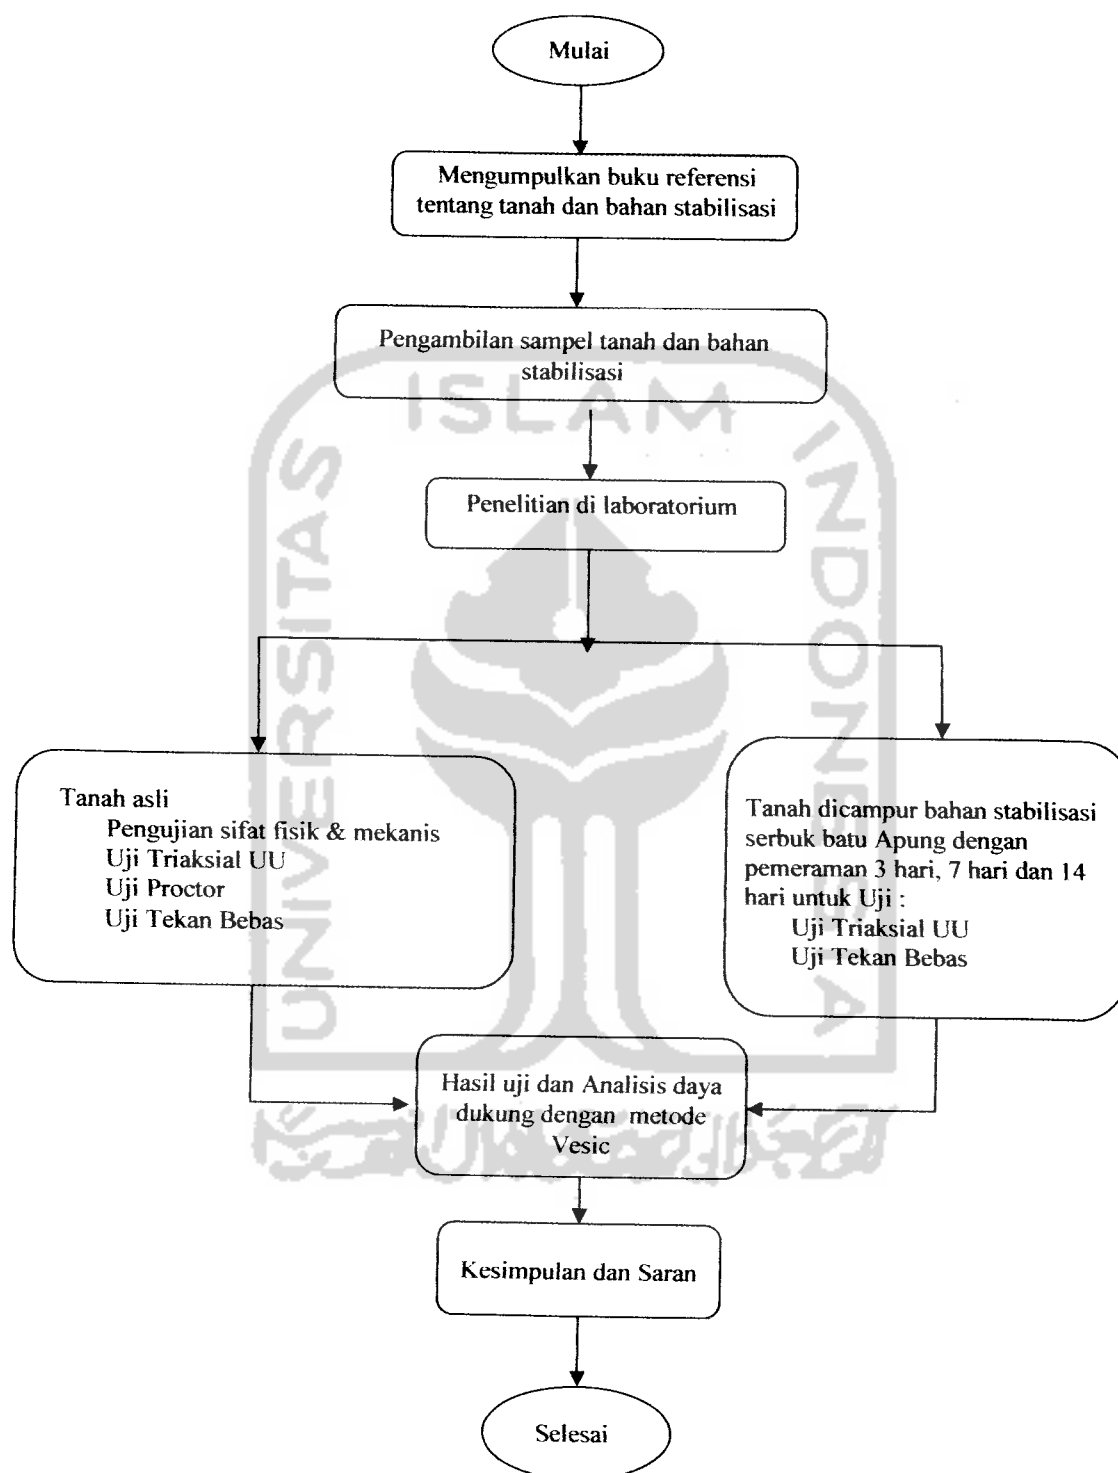 Mulai
Mengumpulkan buku referensi
tentang tanah dan bahan stabilisasi
Pengambilan sampel tanah dan bahan
stabilisasi
ISLAM
UNIVERSITAS
INDONESIA
Penelitian di laboratorium
Tanah asli
Pengujian sifat fisik & mekanis
Uji Triaksial UU
Uji Proctor
Uji Tekan Bebas
Tanah dicampur bahan stabilisasi
serbuk batu Apung dengan
pemeraman 3 hari, 7 hari dan 14
hari untuk Uji :
Uji Triaksial UU
Uji Tekan Bebas
Hasil uji dan Analisis daya
dukung dengan metode
Vesic
Kesimpulan dan Saran
Selesai